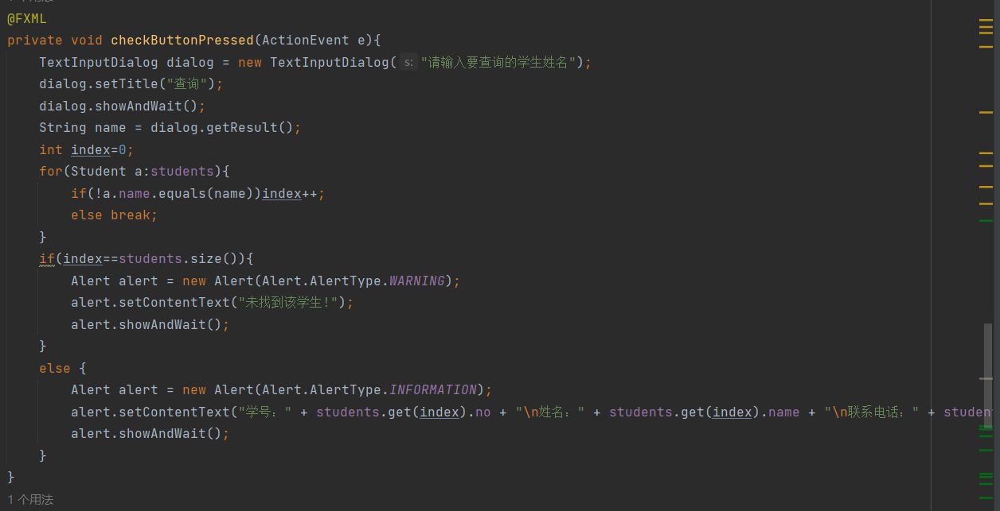 @FXML
private void checkButtonPressed(ActionEvent e){
TextInputDialog dialog = new TextInputDialog( s: "请输入要查询的学生姓名");
dialog.setTitle("查询");
dialog.showAndWait();
String name = dialog.getResult();
int index=0;
for(Student a:students){
if(!a.name.equals(name))index++;
else break;
}
if(index==students.size()){
Alert alert = new Alert(Alert.AlertType.WARNING);
alert.setContentText("未找到该学生!");
alert.showAndWait();
}
else {
Alert alert = new Alert(Alert.AlertType.INFORMATION);
alert.setContentText("学号:" + students.get(index).no + "\n姓名:" + students.get(index).name + "\n联系电话:" + studen
alert.showAndWait();
}
}
1 个用法